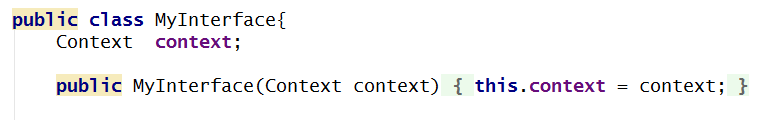 public class MyInterface{
Context  context;
public MyInterface(Context context) { this.context = context; }